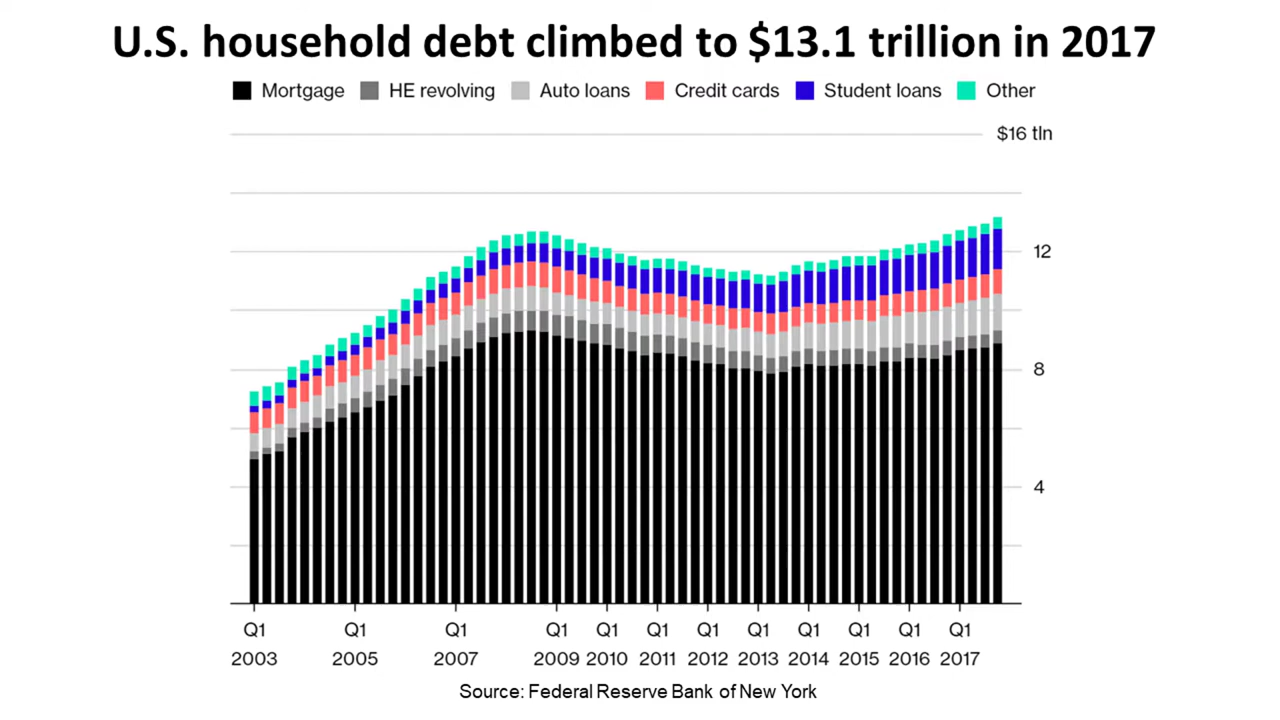 U.S. household debt climbed to $13.1 trillion in 2017
Mortgage HE revolving Auto loans Credit cards Student loans Other
$16 tln
12
8
4
Q1 Q1 Q1 Q1 Q1 Q1 Q1 Q1 Q1 Q1 Q1 Q1
2003 2005 2007 2009 2010 2011 2012 2013 2014 2015 2016 2017
Source: Federal Reserve Bank of New York